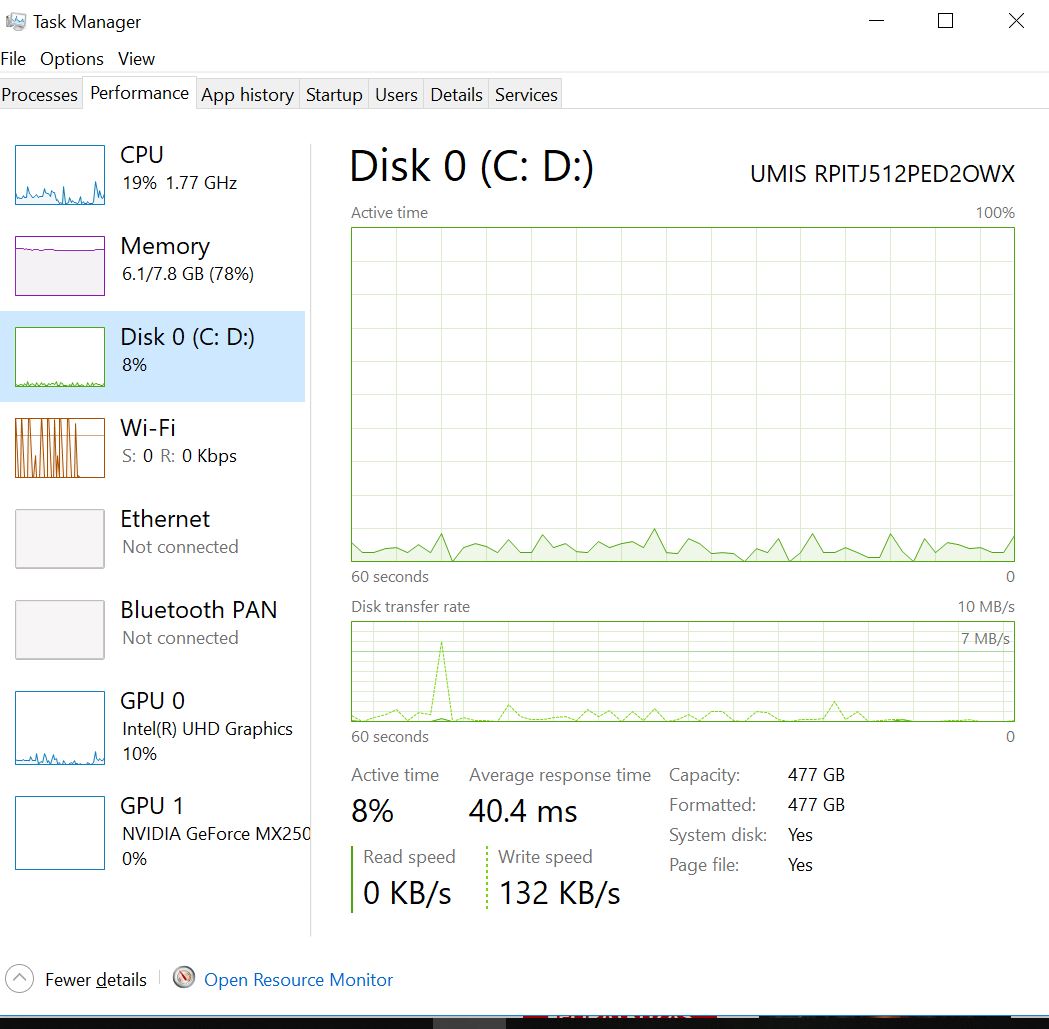 Task Manager
File Options View
Processes Performance App history Startup Users Details Services
CPU
19% 1.77 GHz
Memory
6.1/7.8 GB (78%)
Disk 0 (C: D:)
8%
Wi-Fi
S: 0 R: 0 Kbps
Ethernet
Not connected
Bluetooth PAN
Not connected
GPU 0
Intel(R) UHD Graphics
10%
GPU 1
NVIDIA GeForce MX250
0%
Disk 0 (C: D:) UMIS RPITJ512PED2OWX
Active time 100%
60 seconds 0
Disk transfer rate 10 MB/s
7 MB/s
60 seconds 0
Active time Average response time
8% 40.4 ms
Read speed Write speed
0 KB/s 132 KB/s
Capacity: 477 GB
Formatted: 477 GB
System disk: Yes
Page file: Yes
Fewer details Open Resource Monitor